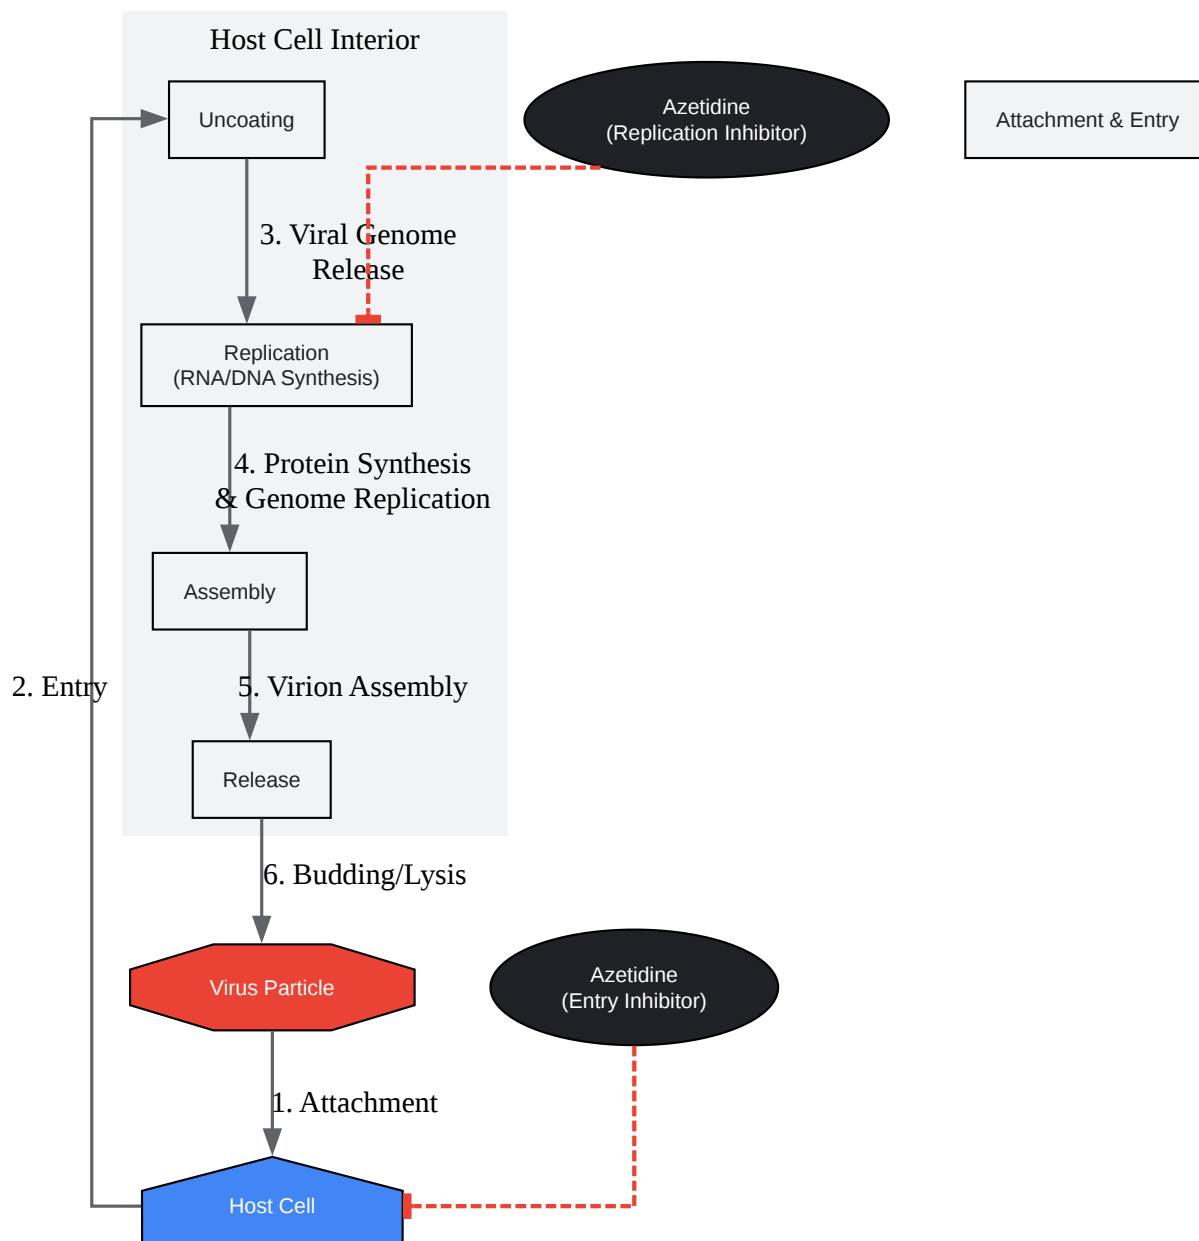 Host Cell Interior
Uncoating
Azetidine
(Replication Inhibitor)
Attachment & Entry
3. Viral Genome
Release
Replication
(RNA/DNA Synthesis)
4. Protein Synthesis
& Genome Replication
Assembly
2. Entry
5. Virion Assembly
Release
6. Budding/Lysis
Virus Particle
Azetidine
(Entry Inhibitor)
1. Attachment
Host Cell